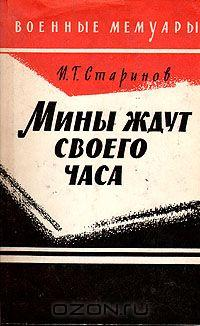 ВОЕННЫЕ МЕМУАРЫ
И.Г. Старинов
МИНЫ ЖДУТ
СВОЕГО
ЧАСА
OZON.RU